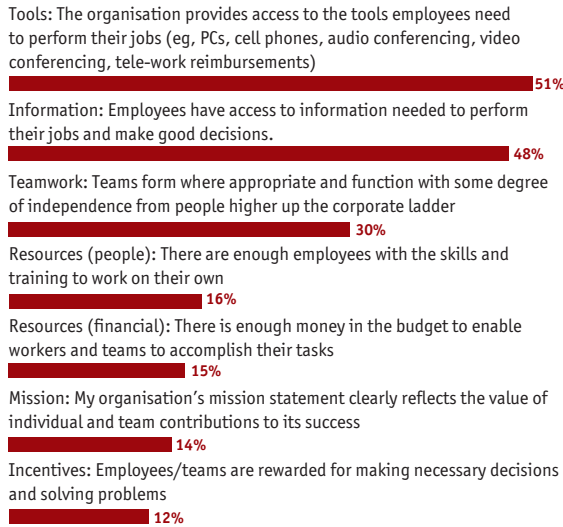 Tools: The organisation provides access to the tools employees need
to perform their jobs (eg, PCs, cell phones, audio conferencing, video
conferencing, tele-work reimbursements)
51%
Information: Employees have access to information needed to perform
their jobs and make good decisions.
48%
Teamwork: Teams form where appropriate and function with some degree
of independence from people higher up the corporate ladder
30%
Resources (people): There are enough employees with the skills and
training to work on their own
16%
Resources (financial): There is enough money in the budget to enable
workers and teams to accomplish their tasks
15%
Mission: My organisation’s mission statement clearly reflects the value of
individual and team contributions to its success
14%
Incentives: Employees/teams are rewarded for making necessary decisions
and solving problems
12%